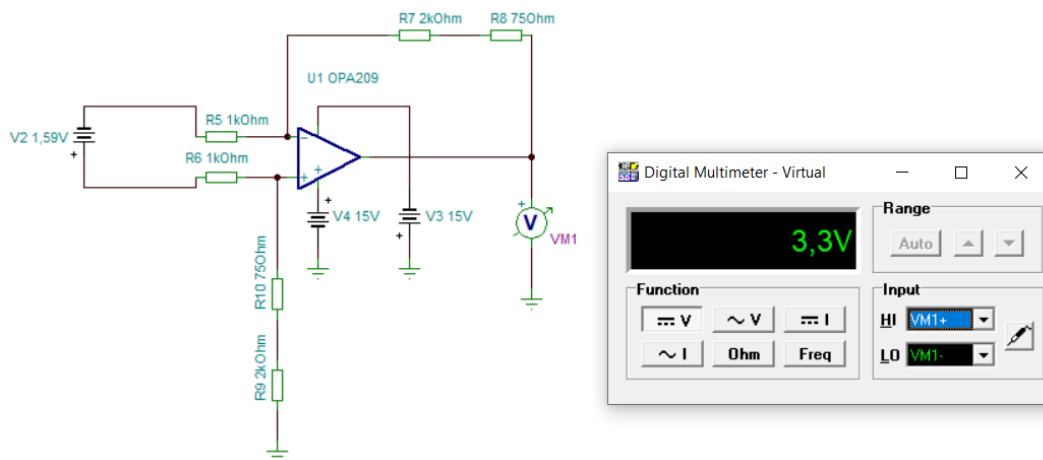 R7 2kOhm
R8 75Ohm
U1 OPA209
R5 1kOhm
V2 1,59V
+
R6 1kOhm
-
+
+
+
V4 15V
V3 15V
+
+
V
VM1
R10 75Ohm
R9 2kOhm
Digital Multimeter - Virtual
3,3V
Range
Auto
Function
V
V
I
I
Ohm
Freq
Input
HI VM1+
LO VM1-